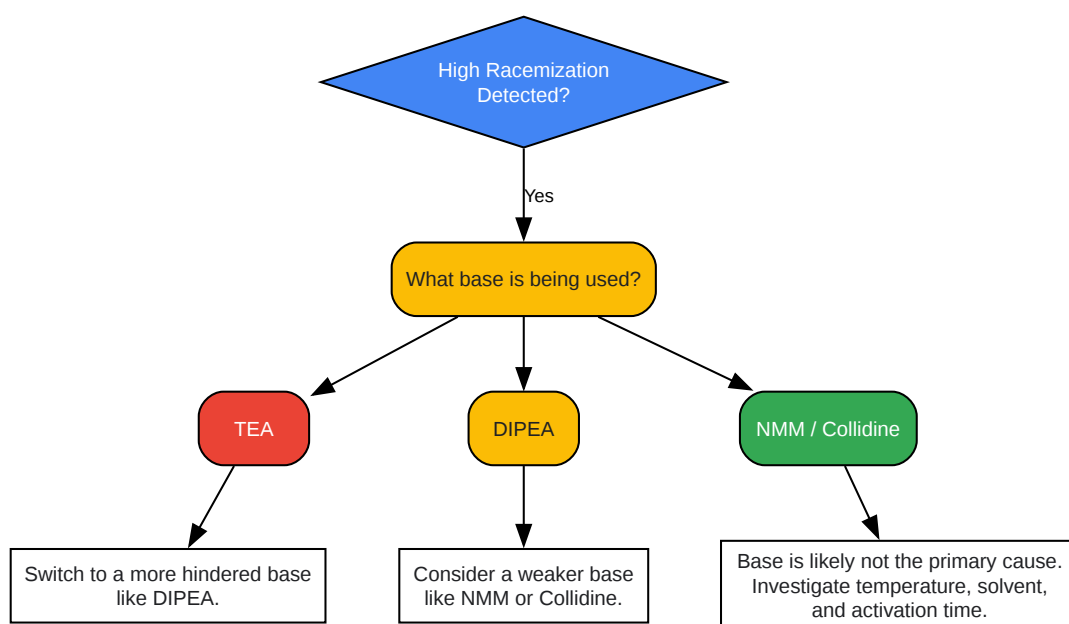 High Racemization
Detected?
Yes
What base is being used?
TEA
DIPEA
NMM / Collidine
Switch to a more hindered base
like DIPEA.
Consider a weaker base
like NMM or Collidine.
Base is likely not the primary cause.
Investigate temperature, solvent,
and activation time.